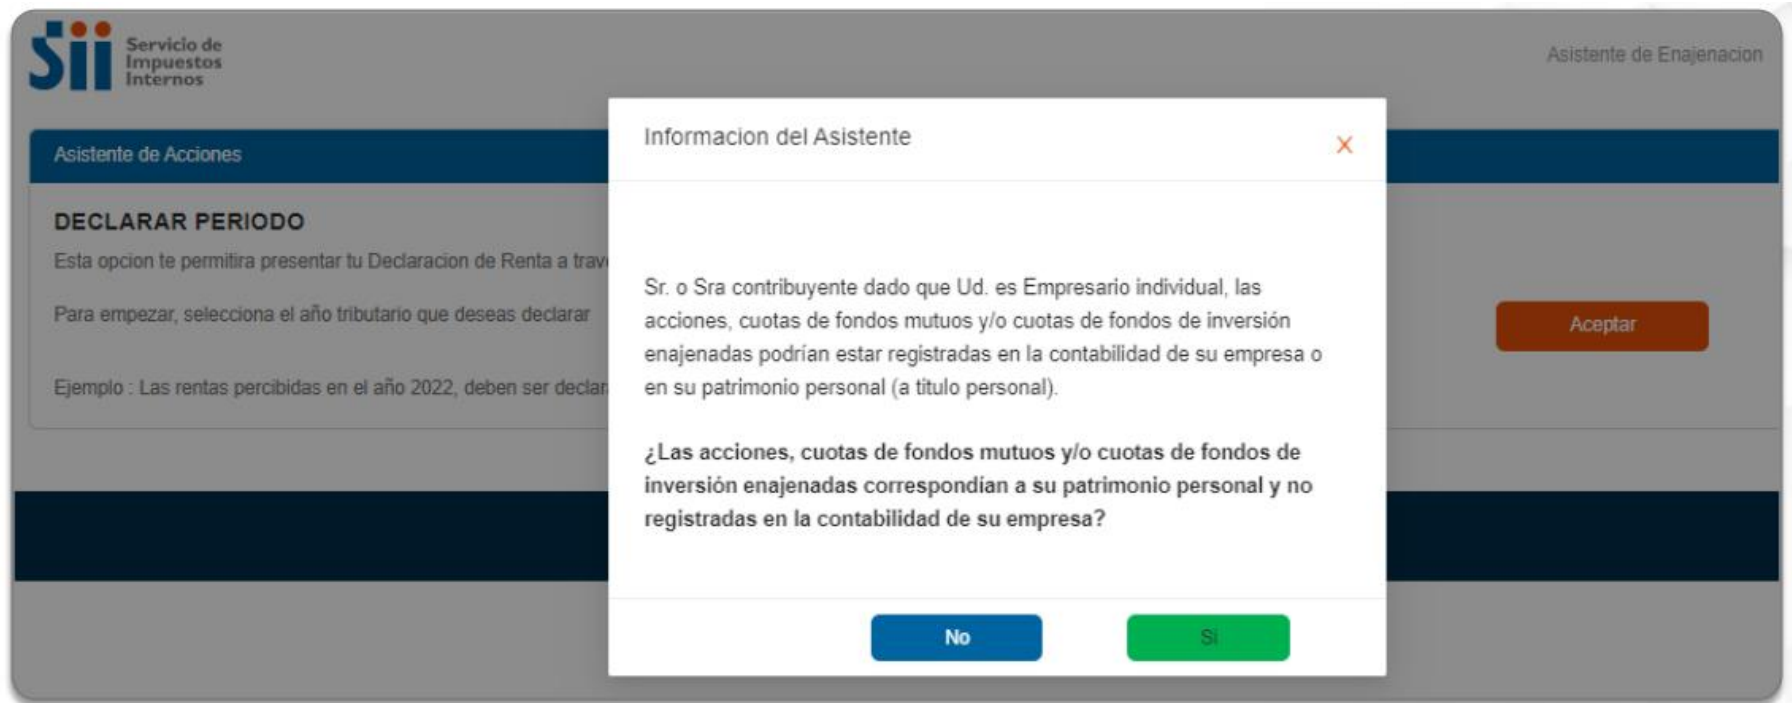 Sii
Servicio de
Impuestos
Internos
Asistente de Enajenacion
Asistente de Acciones
DECLARAR PERIODO
Esta opcion te permitira presentar tu Declaracion de Renta a
Para empezar, selecciona el año tributario que deseas declarar
Aceptar
Ejemplo : Las rentas percibidas en el año 2022, deben ser
Informacion del Asistente
X
Sr. o Sra contribuyente dado que Ud. es Empresario individual, las
acciones, cuotas de fondos mutuos y/o cuotas de fondos de inversión
enajenadas podrían estar registradas en la contabilidad de su empresa o
en su patrimonio personal (a titulo personal).
¿Las acciones, cuotas de fondos mutuos y/o cuotas de fondos de
inversión enajenadas correspondían a su patrimonio personal y no
registradas en la contabilidad de su empresa?
No
Si